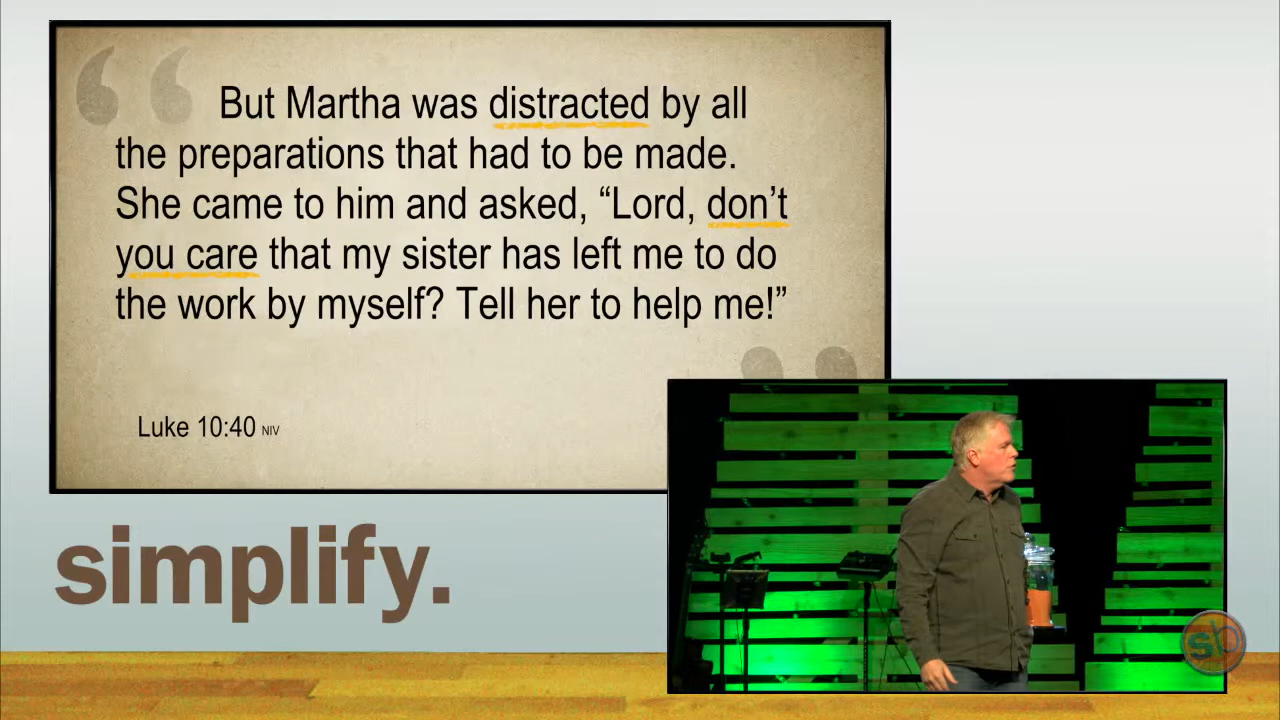 But Martha was distracted by all
the preparations that had to be made.
She came to him and asked, “Lord, don’t
you care that my sister has left me to do
the work by myself? Tell her to help me!”
Luke 10:40 NIV
simplify.
sb